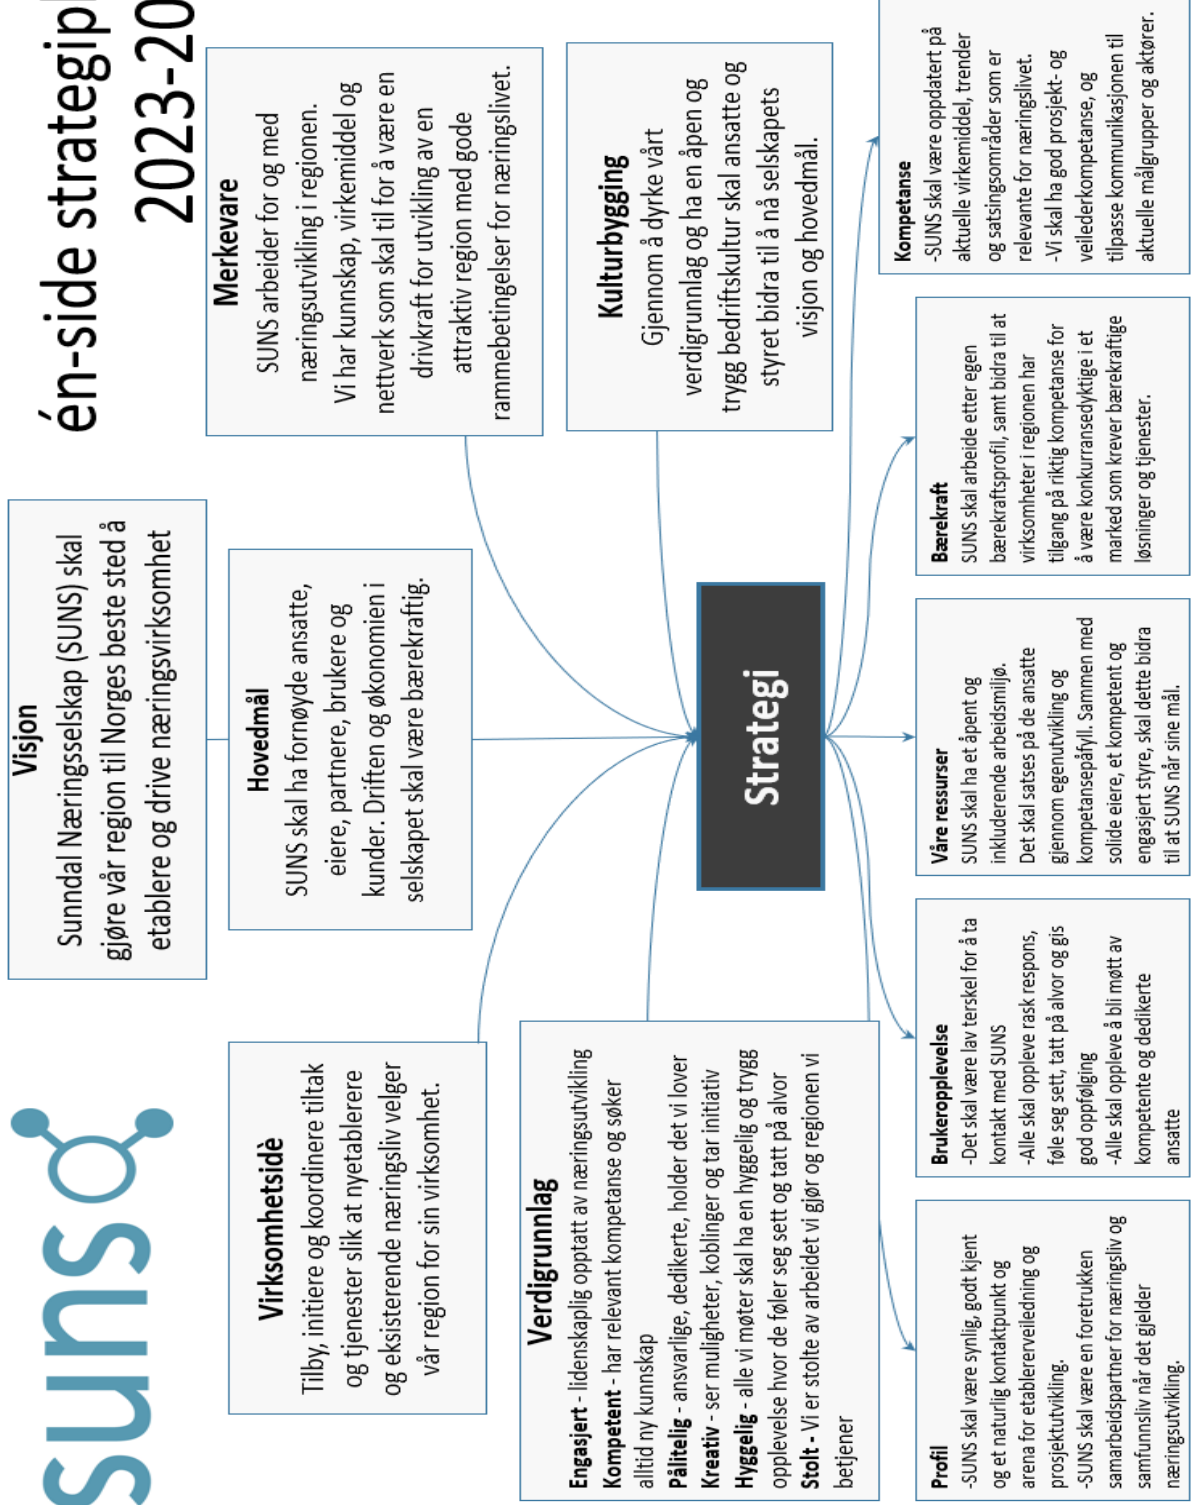 suns
én-side strategipl
2023-20
Visjon
Sunndal Næringsselskap (SUNS) skal
gjøre vår region til Norges beste sted å
etablere og drive næringsvirksomhet
Virksomhetsidè
Tilby, initiere og koordinere tiltak
og tjenester slik at nyetablerere
og eksisterende næringsliv velger
vår region for sin virksomhet.
Hovedmål
SUNS skal ha fornøyde ansatte,
eiere, partnere, brukere og
kunder. Driften og økonomien i
selskapet skal være bærekraftig.
Merkevare
SUNS arbeider for og med
næringsutvikling i regionen.
Vi har kunnskap, virkemiddel og
nettverk som skal til for å være en
drivkraft for utvikling av en
attraktiv region med gode
rammebetingelser for næringslivet.
Verdigrunnlag
Engasjert - lidenskaplig opptatt av næringsutvikling
Kompetent - har relevant kompetanse og søker
alltid ny kunnskap
Pålitelig - ansvarlige, dedikerte, holder det vi lover
Kreativ - ser muligheter, koblinger og tar initiativ
Hyggelig - alle vi møter skal ha en hyggelig og trygg
opplevelse hvor de føler seg sett og tatt på alvor
Stolt - Vi er stolte av arbeidet vi gjør og regionen vi
betjener
Strategi
Kulturbygging
Gjennom å dyrke vårt
verdigrunnlag og ha en åpen og
trygg bedriftskultur skal ansatte og
styret bidra til å nå selskapets
visjon og hovedmål.
Profil
-SUNS skal være synlig, godt kjent
og et naturlig kontaktpunkt og
arena for etablererveiledning og
prosjektutvikling.
-SUNS skal være en foretrukken
samarbeidspartner for næringsliv og
samfunnsliv når det gjelder
næringsutvikling.
Brukeropplevelse
-Det skal være lav terskel for å ta
kontakt med SUNS
-Alle skal oppleve rask respons,
føle seg sett, tatt på alvor og gis
god oppfølging
-Alle skal oppleve å bli møtt av
kompetente og dedikerte
ansatte
Våre ressurser
SUNS skal ha et åpent og
inkluderende arbeidsmiljø.
Det skal satses på de ansatte
gjennom egenutvikling og
kompetansepåfyll. Sammen med
solide eiere, et kompetent og
engasjert styre, skal dette bidra
til at SUNS når sine mål.
Bærekraft
SUNS skal arbeide etter egen
bærekraftsprofil, samt bidra til at
virksomheter i regionen har
tilgang på riktig kompetanse for
å være konkurransedyktige i et
marked som krever bærekraftige
løsninger og tjenester.
Kompetanse
-SUNS skal være oppdatert på
aktuelle virkemiddel, trender
og satsingsområder som er
relevante for næringslivet.
-Vi skal ha god prosjekt- og
veilederkompetanse, og
tilpasse kommunikasjonen til
aktuelle målgrupper og aktører.